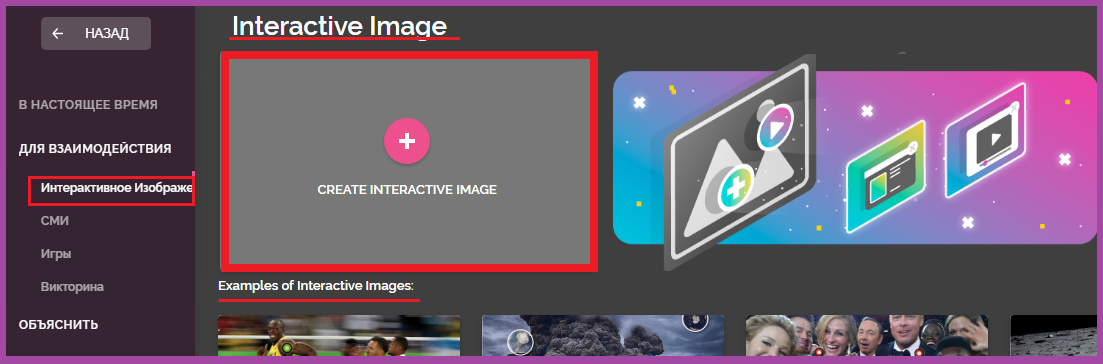 НАЗАД
В НАСТОЯЩЕЕ ВРЕМЯ
ДЛЯ ВЗАИМОДЕЙСТВИЯ
Интерактивное Изображе
СМИ
Игры
Викторина
ОБЪЯСНИТЬ
Interactive Image
CREATE INTERACTIVE IMAGE
Examples of Interactive Images: